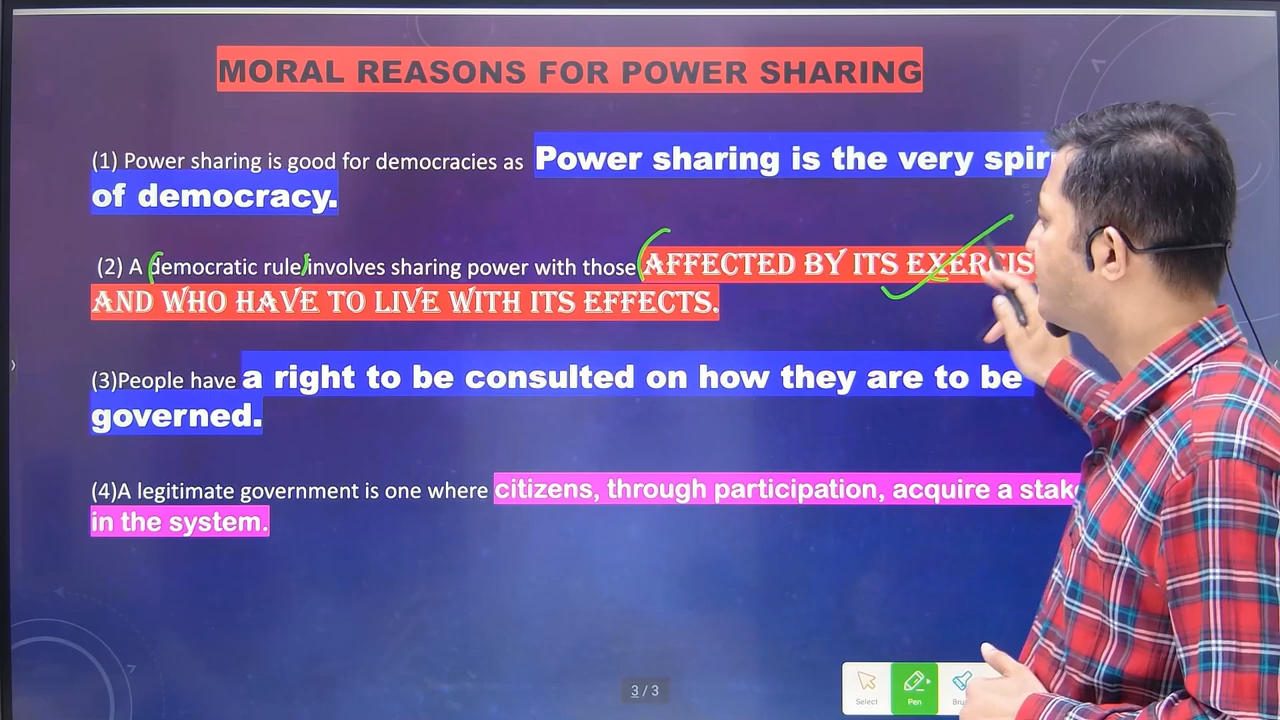 MORAL REASONS FOR POWER SHARING
(1) Power sharing is good for democracies as Power sharing is the very
of democracy.
(2) A democratic rule involves sharing power with those AFFECTED BY ITS
AND WHO HAVE TO LIVE WITH ITS EFFECTS.
(3)People have a right to be consulted on how they are to be
governed.
(4)A legitimate government is one where citizens, through participation, acquire a
in the system.
3 / 3
Select Pen